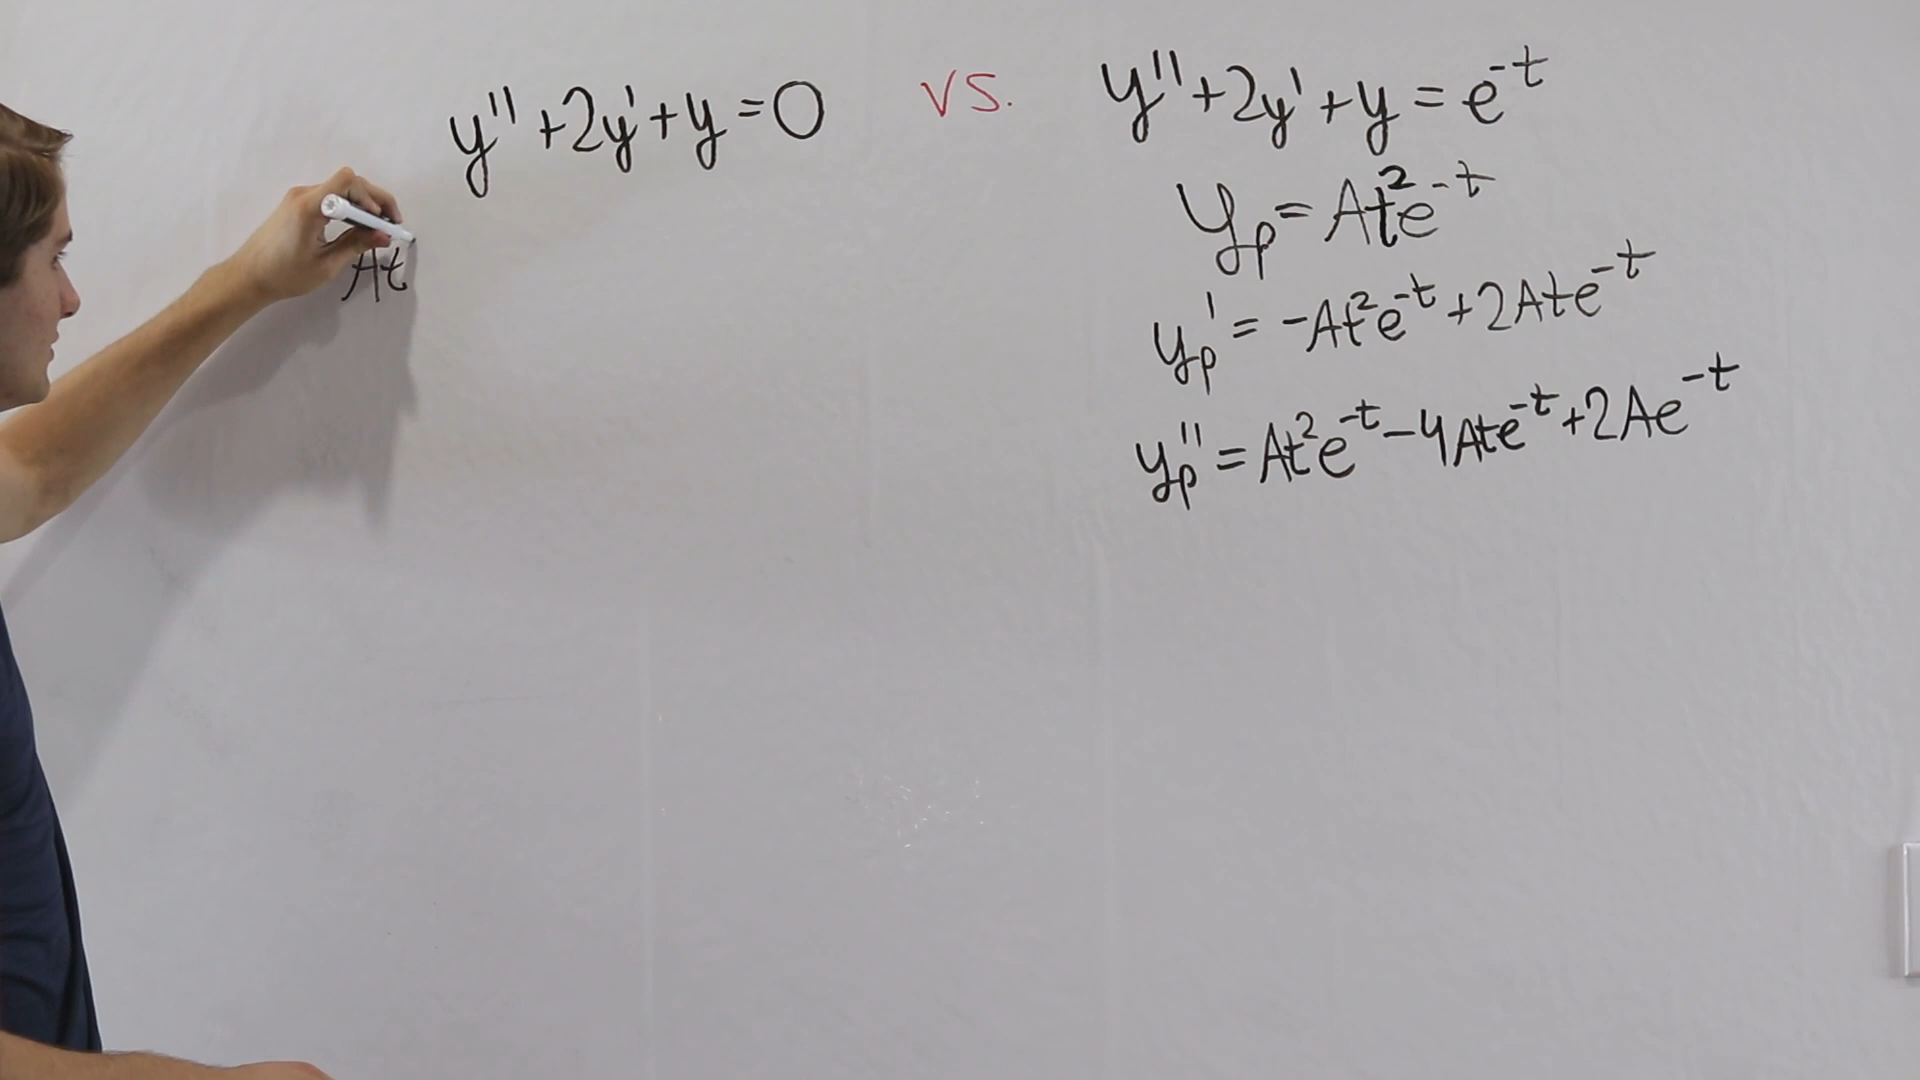 y'' + 2y' + y = 0 vs. y'' + 2y' + y = e^{-t}
y_p = At^2e^{-t}
At
y_p' = -At^2e^{-t} + 2Ate^{-t}
y_p'' = At^2e^{-t} - 4Ate^{-t} + 2Ae^{-t}